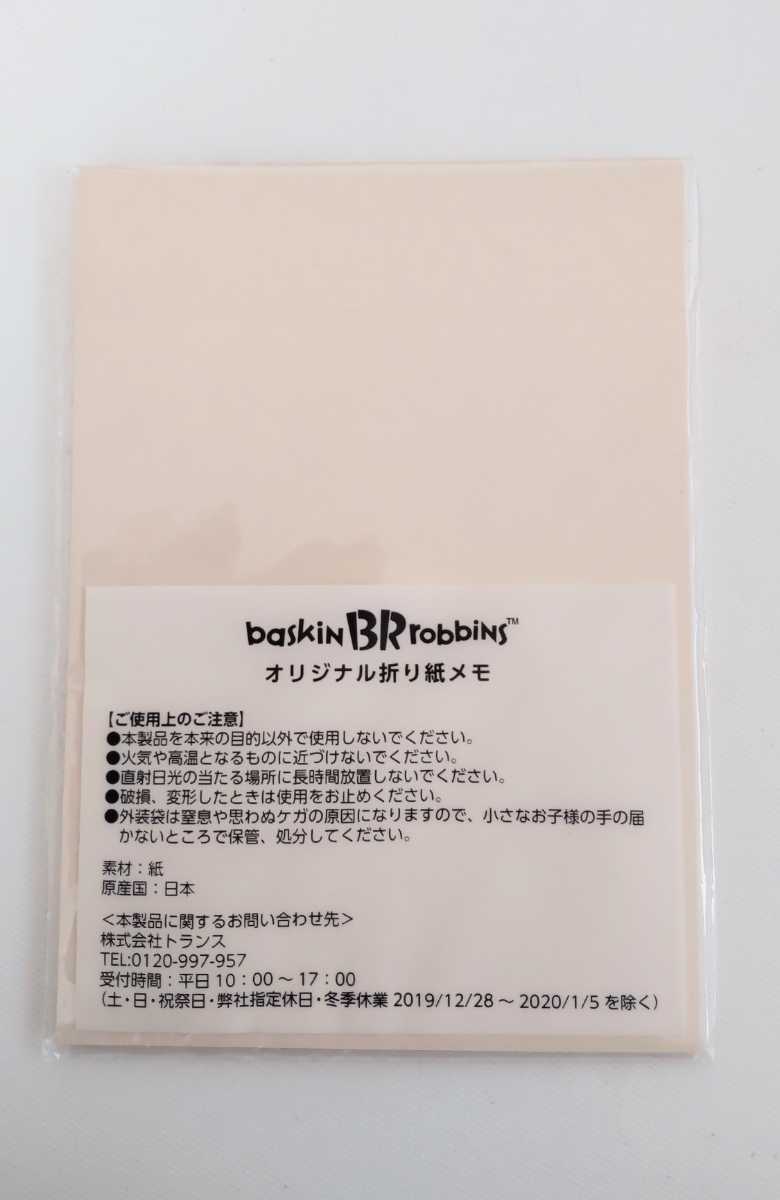 baskin BR robbins™
オリジナル折り紙メモ
【ご使用上のご注意】
●本製品を本来の目的以外で使用しないでください。
●火気や高温となるものに近づけないでください。
●直射日光の当たる場所に長時間放置しないでください。
●破損、変形したときは使用をお止めください。
●外装袋は窒息や思わぬケガの原因になりますので、小さなお子様の手の届
かないところで保管、処分してください。
素材：紙
原産国：日本
＜本製品に関するお問い合わせ先＞
株式会社トランス
TEL:0120-997-957
受付時間：平日10：00～17：00
（土・日・祝祭日・弊社指定休日・冬季休業 2019/12/28 ～ 2020/1/5 を除く）